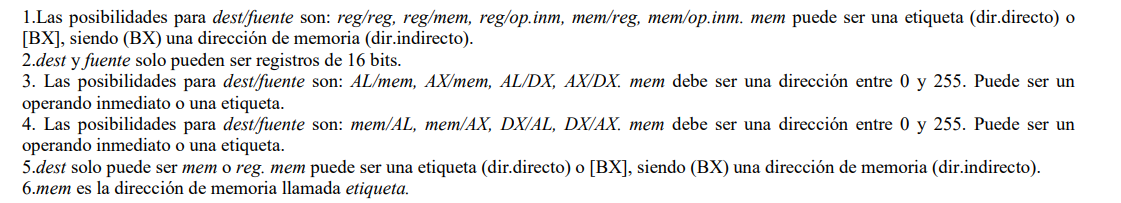 1.Las posibilidades para dest/fuente son: reg/reg, reg/mem, reg/op.inm, mem/reg, mem/op.inm. mem puede ser una etiqueta (dir.directo) o
[BX], siendo (BX) una dirección de memoria (dir.indirecto).
2.dest y fuente solo pueden ser registros de 16 bits.
3. Las posibilidades para dest/fuente son: AL/mem, AX/mem, AL/DX, AX/DX. mem debe ser una dirección entre 0 y 255. Puede ser un
operando inmediato o una etiqueta.
4. Las posibilidades para dest/fuente son: mem/AL, mem/AX, DX/AL, DX/AX. mem debe ser una dirección entre 0 y 255. Puede ser un
operando inmediato o una etiqueta.
5.dest solo puede ser mem o reg. mem puede ser una etiqueta (dir.directo) o [BX], siendo (BX) una dirección de memoria (dir.indirecto).
6.mem es la dirección de memoria llamada etiqueta.